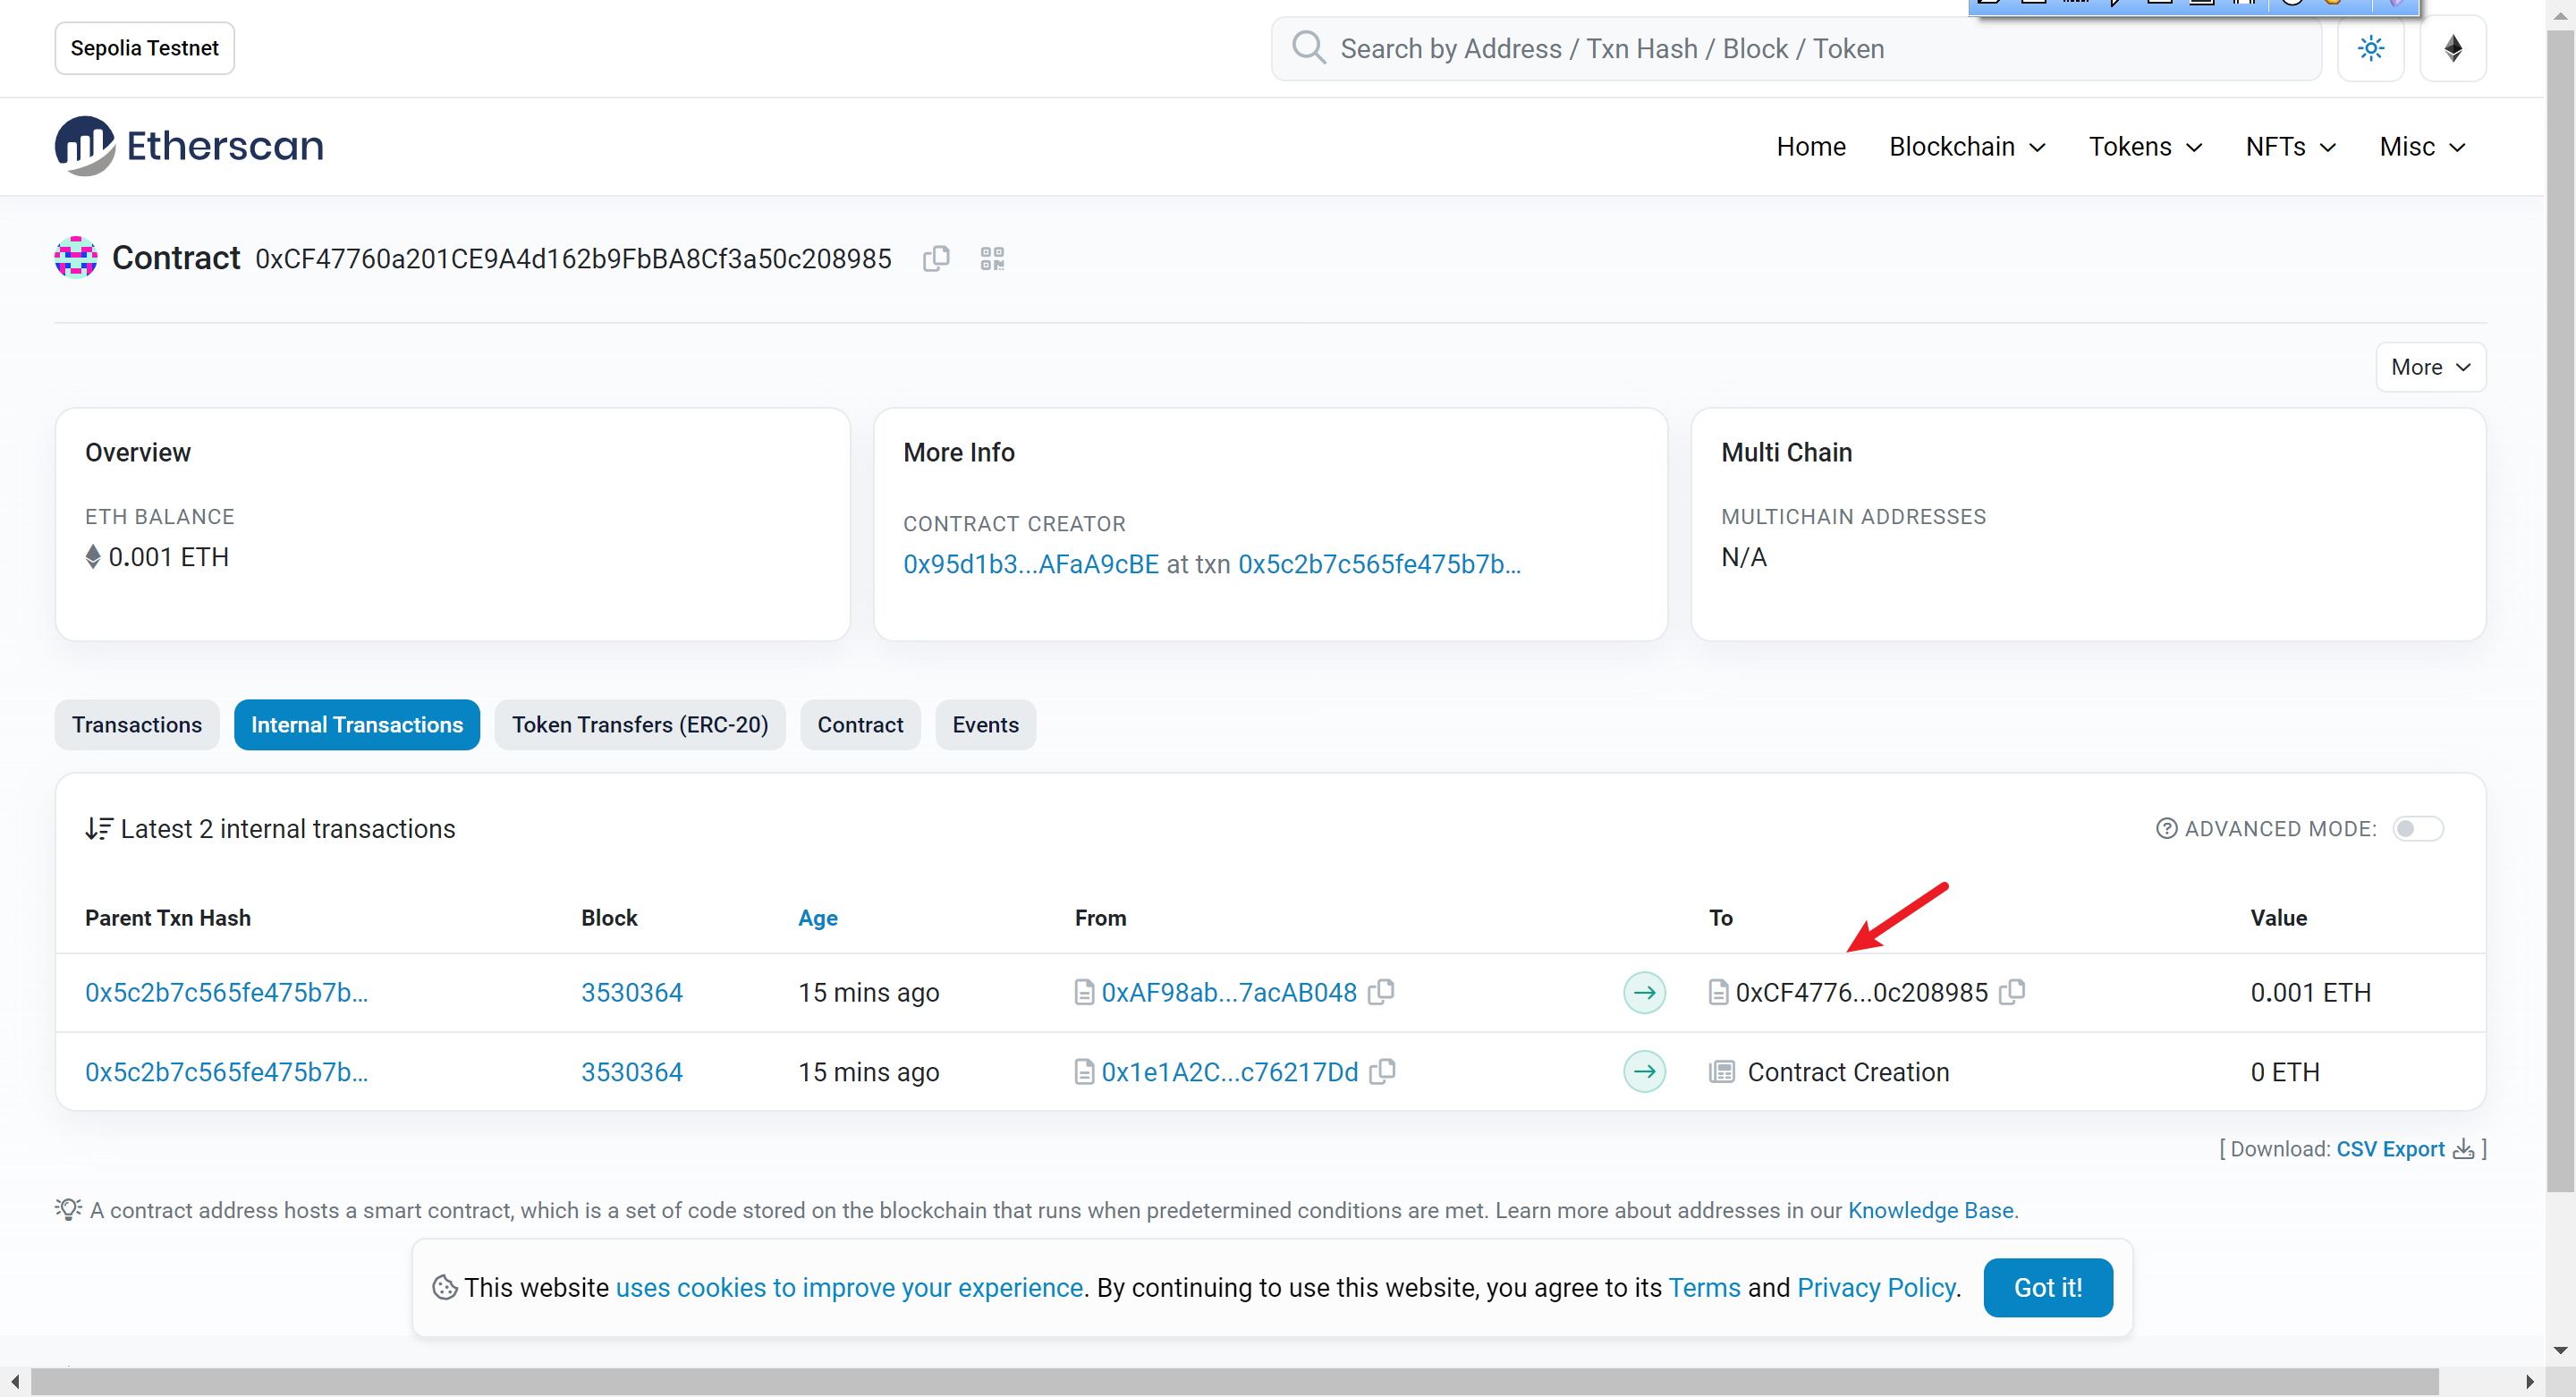 Sepolia Testnet
Search by Address / Txn Hash / Block / Token
Etherscan
Home Blockchain Tokens NFTs Misc
Contract 0xCF47760a201CE9A4d162b9FbBA8Cf3a50c208985
More
Overview
ETH BALANCE
0.001 ETH
More Info
CONTRACT CREATOR
0x95d1b3...AFaA9cBE at txn 0x5c2b7c565fe475b7b...
Multi Chain
MULTICHAIN ADDRESSES
N/A
Transactions Internal Transactions Token Transfers (ERC-20) Contract Events
Latest 2 internal transactions
ADVANCED MODE:
Parent Txn Hash Block Age From To Value
0x5c2b7c565fe475b7b... 3530364 15 mins ago 0xAF98ab...7acAB048 0xCF4776...0c208985 0.001 ETH
0x5c2b7c565fe475b7b... 3530364 15 mins ago 0x1e1A2C...c76217Dd Contract Creation 0 ETH
[ Download: CSV Export ]
A contract address hosts a smart contract, which is a set of code stored on the blockchain that runs when predetermined conditions are met. Learn more about addresses in our Knowledge Base.
This website uses cookies to improve your experience. By continuing to use this website, you agree to its Terms and Privacy Policy.
Got it!